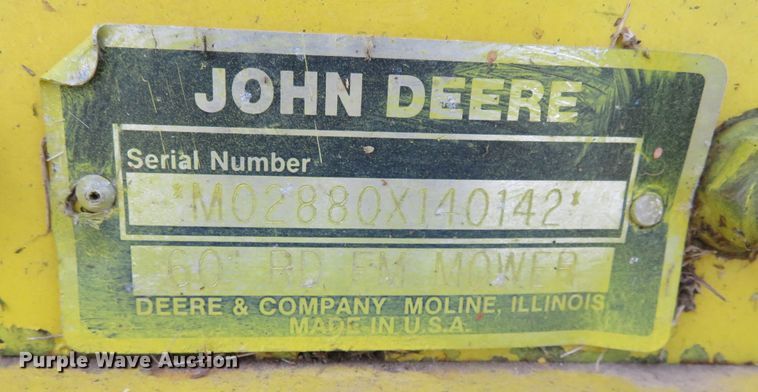 JOHN DEERE
Serial Number
*M02880X140142*
60" RD FM MOWER
DEERE & COMPANY MOLINE, ILLINOIS
MADE IN U.S.A.
Purple Wave Auction